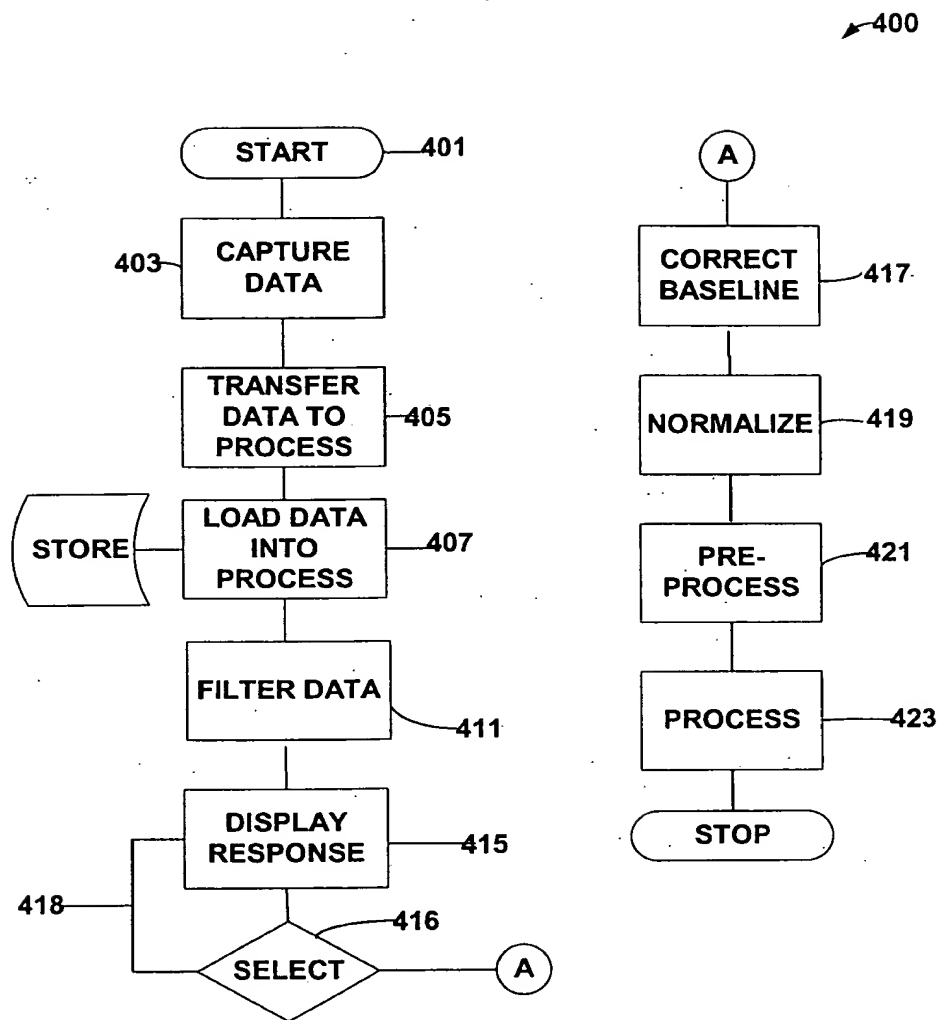 400
START
401
CAPTURE
DATA
403
TRANSFER
DATA TO
PROCESS
405
STORE
LOAD DATA
INTO
PROCESS
407
FILTER DATA
411
DISPLAY
RESPONSE
415
418
416
SELECT
A
A
CORRECT
BASELINE
417
NORMALIZE
419
PRE-
PROCESS
421
PROCESS
423
STOP